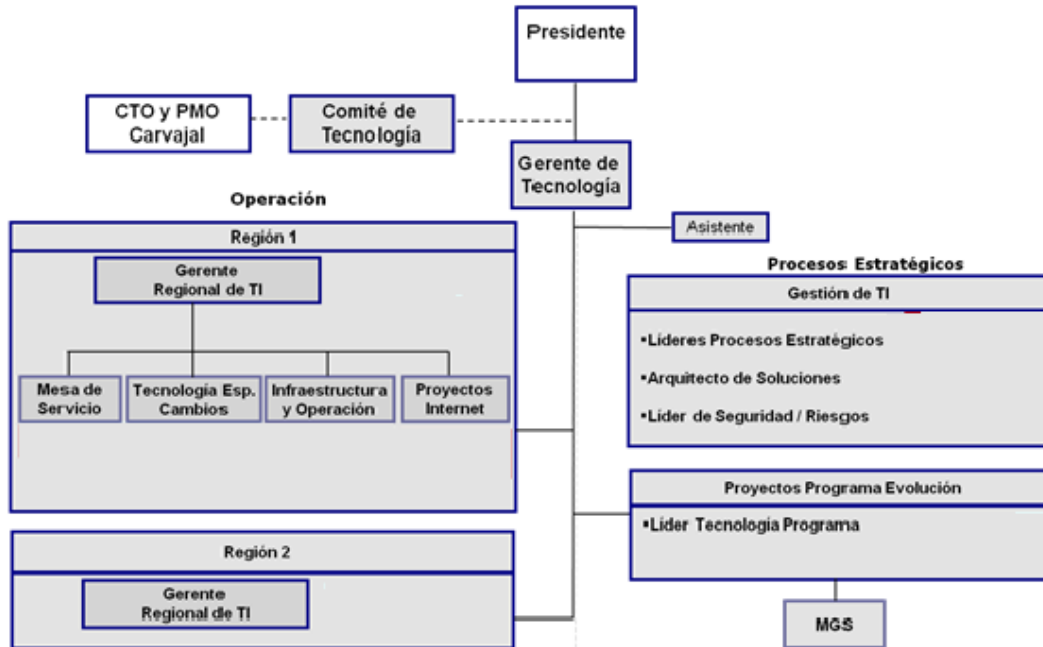 Presidente
CTO y PMO
Carvajal
Comité de
Tecnología
Gerente de
Tecnología
Operación
Asistente
Región 1
Gerente
Regional de TI
Mesa de
Servicio
Tecnología Esp.
Cambios
Infraestructura
y Operación
Proyectos
Internet
Procesos Estratégicos
Gestión de TI
▪Líderes Procesos Estratégicos
▪Arquitecto de Soluciones
▪Líder de Seguridad / Riesgos
Proyectos Programa Evolución
▪Líder Tecnología Programa
MGS
Región 2
Gerente
Regional de TI